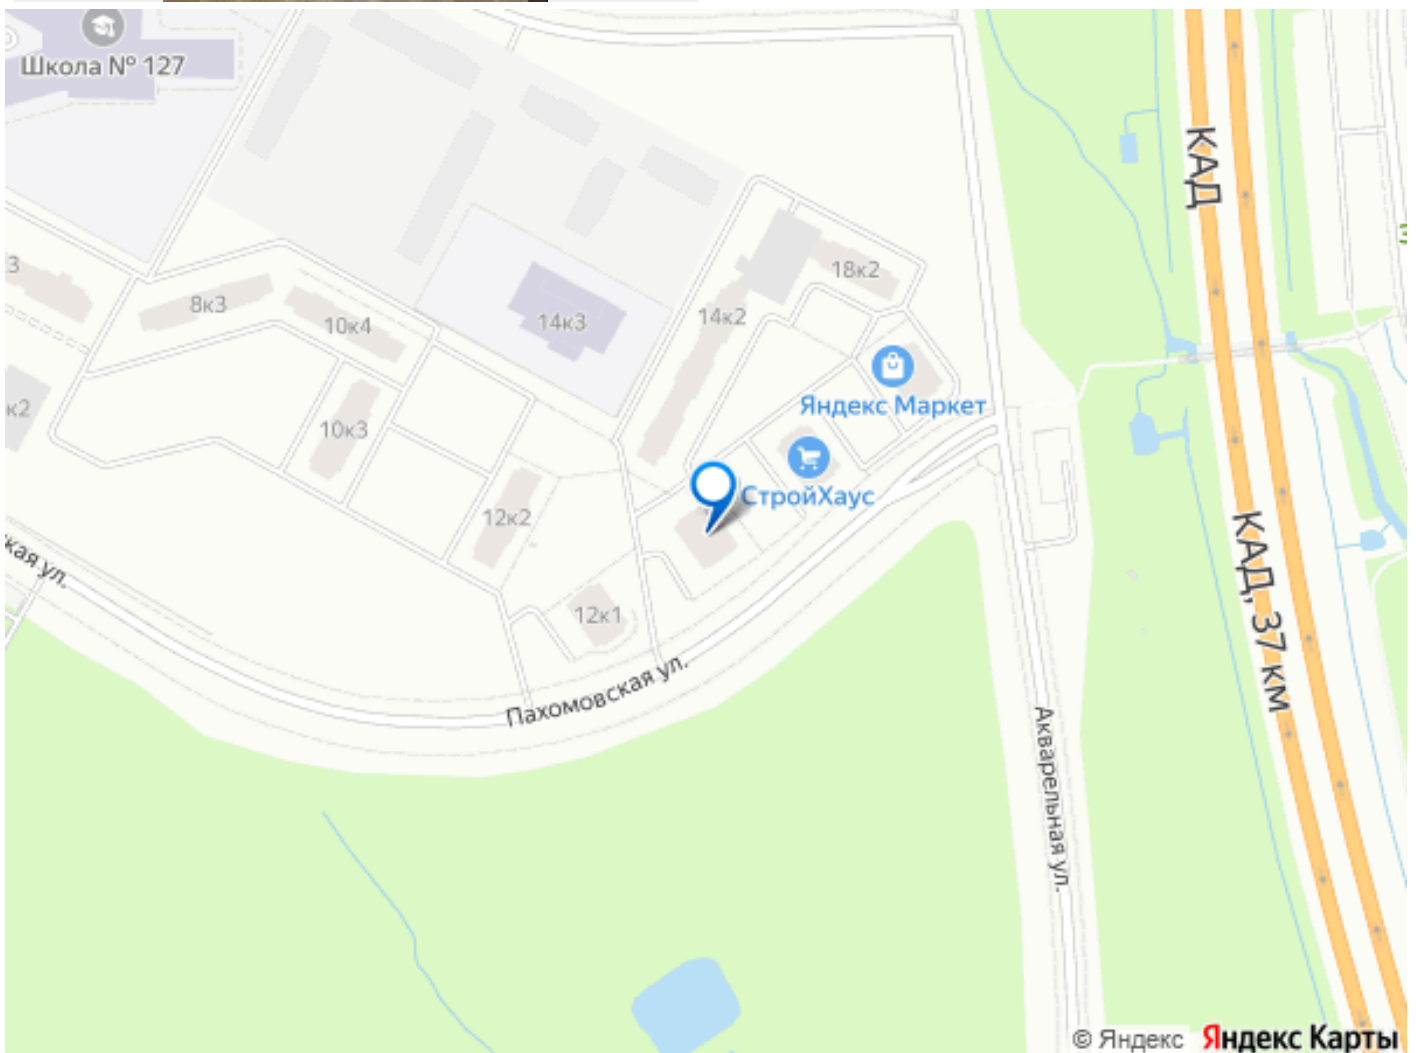 Школа № 127
КАД
3
8к3
10к4
14к3
14к2
18к2
Яндекс Маркет
к2
10к3
СтройХаус
12к2
кая ул.
12к1
КАД, 37 км
Пахомовская ул.
Акварельная ул.
© Яндекс Яндекс Карты